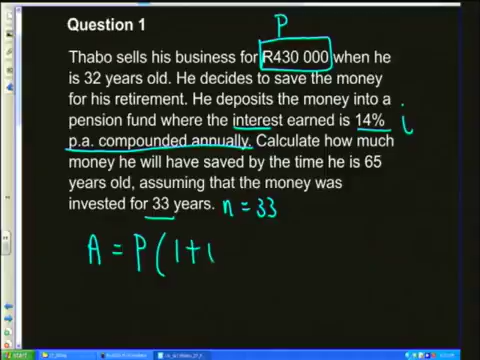 Question 1
P
Thabo sells his business for R430 000 when he
is 32 years old. He decides to save the money
for his retirement. He deposits the money into a
pension fund where the interest earned is 14% i
p.a. compounded annually. Calculate how much
money he will have saved by the time he is 65
years old, assuming that the money was
invested for 33 years. n = 33
A = P ( 1 + i
start